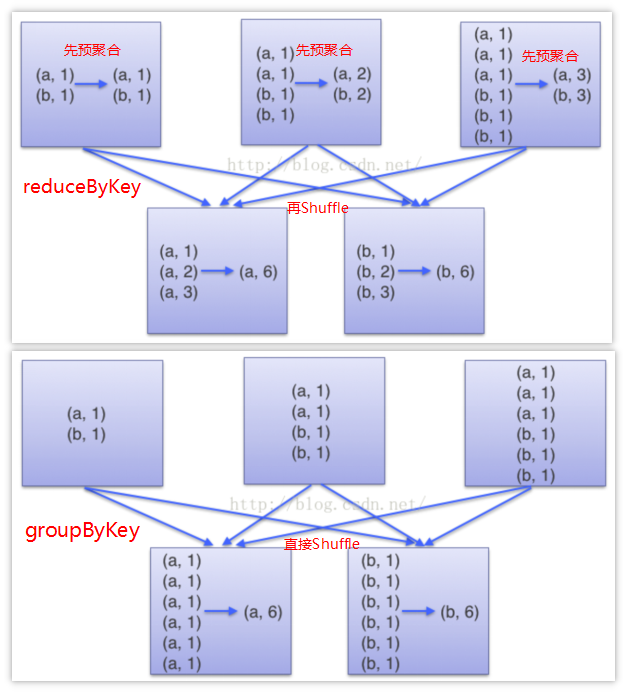 先预聚合
(a, 1) (a, 1)
(b, 1) (b, 1)
(a, 1)
(a, 1)
(b, 1)
(b, 1)
先预聚合
(a, 2)
(b, 2)
(a, 1)
(a, 1)
(a, 1)
(b, 1)
(b, 1)
(b, 1)
先预聚合
(a, 3)
(b, 3)
http://blog.csdn.net/
reduceByKey
再Shuffle
(a, 1)
(a, 2) (a, 6)
(a, 3)
(b, 1)
(b, 2) (b, 6)
(b, 3)
(a, 1)
(b, 1)
(a, 1)
(a, 1)
(b, 1)
(b, 1)
(a, 1)
(a, 1)
(a, 1)
(b, 1)
(b, 1)
(b, 1)
http://blog.csdn.net/
groupByKey
直接Shuffle
(a, 1)
(a, 1)
(a, 1)
(a, 1)
(a, 1)
(a, 1)
(a, 6)
(b, 1)
(b, 1)
(b, 1)
(b, 1)
(b, 1)
(b, 1)
(b, 6)